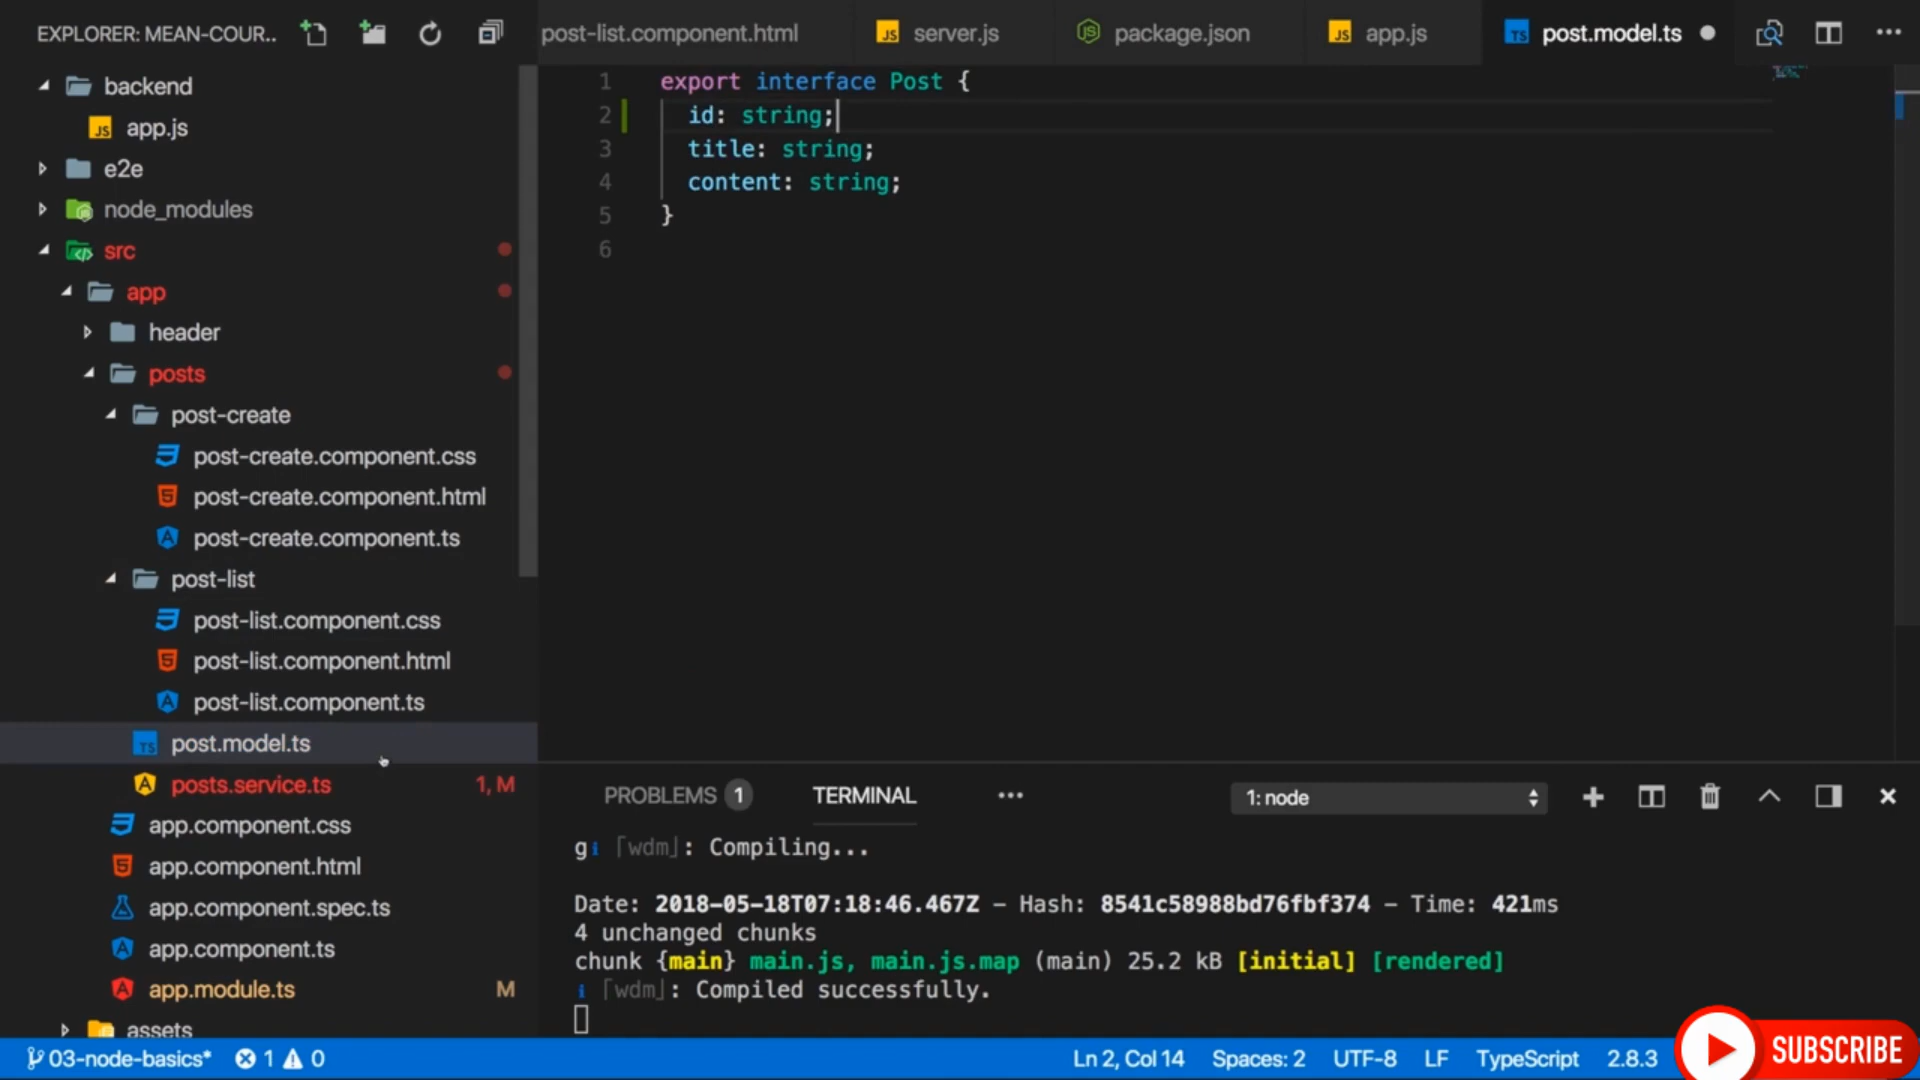 EXPLORER: MEAN-COUR..
post-list.component.html
server.js
package.json
app.js
post.model.ts
backend
app.js
e2e
node_modules
src
app
header
posts
post-create
post-create.component.css
post-create.component.html
post-create.component.ts
post-list
post-list.component.css
post-list.component.html
post-list.component.ts
post.model.ts
posts.service.ts 1, M
app.component.css
app.component.html
app.component.spec.ts
app.component.ts
app.module.ts M
assets
1 export interface Post {
2 id: string;
3 title: string;
4 content: string;
5 }
6
PROBLEMS 1 TERMINAL ••• 1: node
gi ｢wdm｣: Compiling...
Date: 2018-05-18T07:18:46.467Z - Hash: 8541c58988bd76fbf374 - Time: 421ms
4 unchanged chunks
chunk {main} main.js, main.js.map (main) 25.2 kB [initial] [rendered]
i ｢wdm｣: Compiled successfully.
03-node-basics* 1 0 Ln 2, Col 14 Spaces: 2 UTF-8 LF TypeScript 2.8.3
SUBSCRIBE